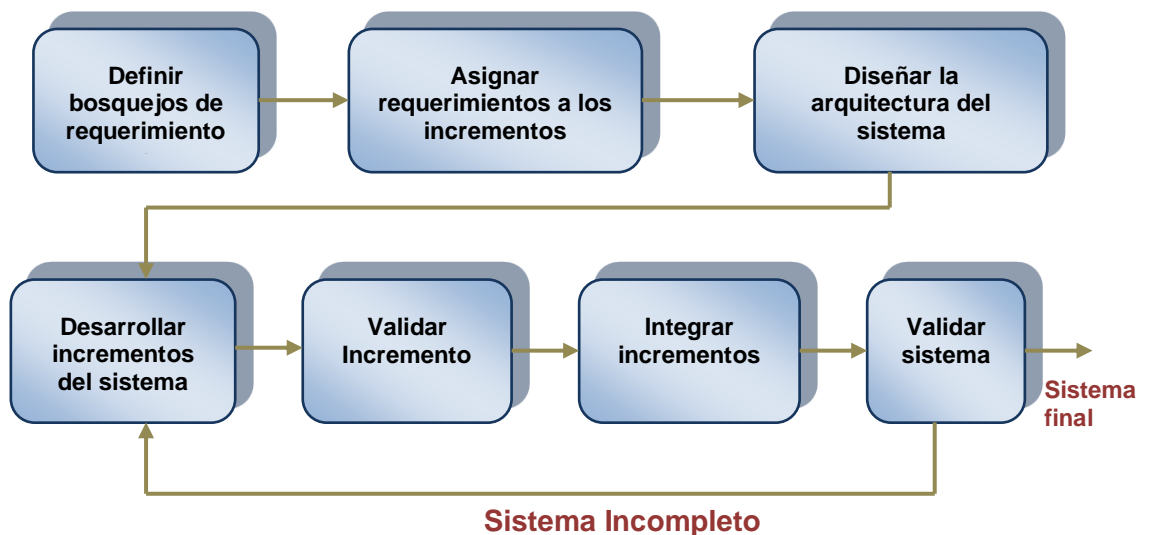 Definir
bosquejos de
requerimiento
Asignar
requerimientos a los
incrementos
Diseñar la
arquitectura del
sistema
Desarrollar
incrementos
del sistema
Validar
Incremento
Integrar
incrementos
Validar
sistema
Sistema
final
Sistema Incompleto